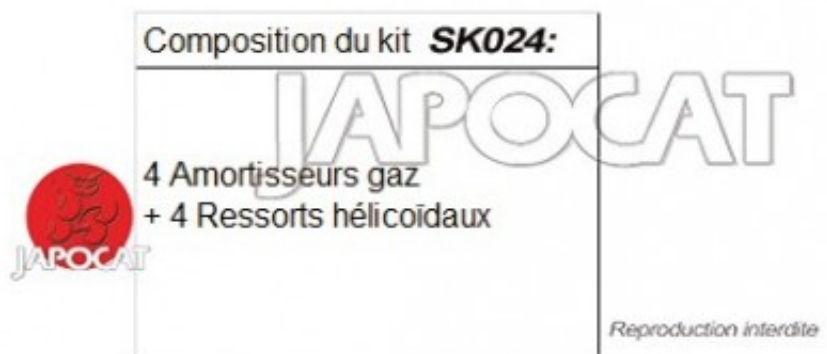 Composition du kit SK024:
JAPOCAT
4 Amortisseurs gaz
+ 4 Ressorts hélicoïdaux
JAPOCAT
Reproduction interdite